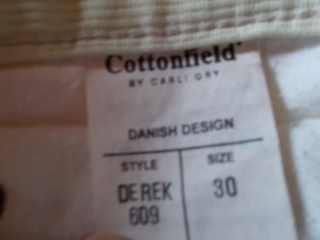 Cottonfield
BY CARLI GRY
DANISH DESIGN
STYLE SIZE
DEREK 30
609